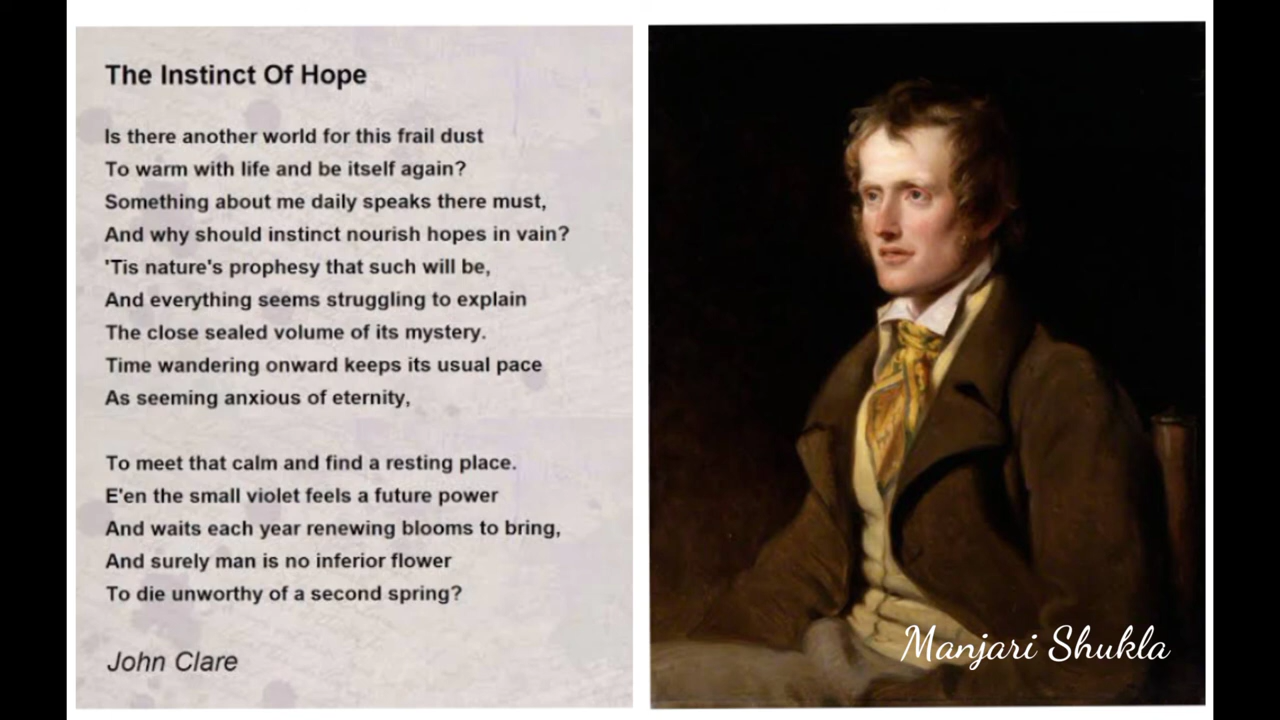 The Instinct Of Hope
Is there another world for this frail dust
To warm with life and be itself again?
Something about me daily speaks there must,
And why should instinct nourish hopes in vain?
'Tis nature's prophesy that such will be,
And everything seems struggling to explain
The close sealed volume of its mystery.
Time wandering onward keeps its usual pace
As seeming anxious of eternity,
To meet that calm and find a resting place.
E'en the small violet feels a future power
And waits each year renewing blooms to bring,
And surely man is no inferior flower
To die unworthy of a second spring?
John Clare
Manjari Shukla